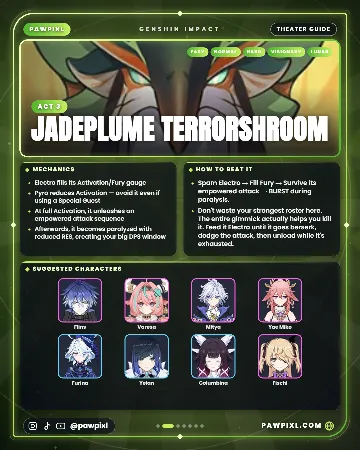 PAWPIXL
GENSHIN IMPACT
THEATER GUIDE
EASY NORMAL HARD VISIONARY LUNAR
ACT 3
JADEPLUME TERRORSHROOM
MECHANICS
Electro fills its Activation/Fury gauge
Pyro reduces Activation — avoid it even if
using a Special Guest
At full Activation, it unleashes an
empowered attack sequence
Afterwards, it becomes paralyzed with
reduced RES, creating your big DPS window
HOW TO BEAT IT
Spam Electro → Fill Fury → Survive its
empowered attack → BURST during
paralysis.
Don't waste your strongest roster here.
The entire gimmick actually helps you kill
it. Feed it Electro until it goes berserk,
dodge the attack, then unload while it's
exhausted.
SUGGESTED CHARACTERS
Flins
Varesa
Yae Miko
Furina
Yelan
Columbina
Fischl
@pawpixl
PAWPIXL.COM